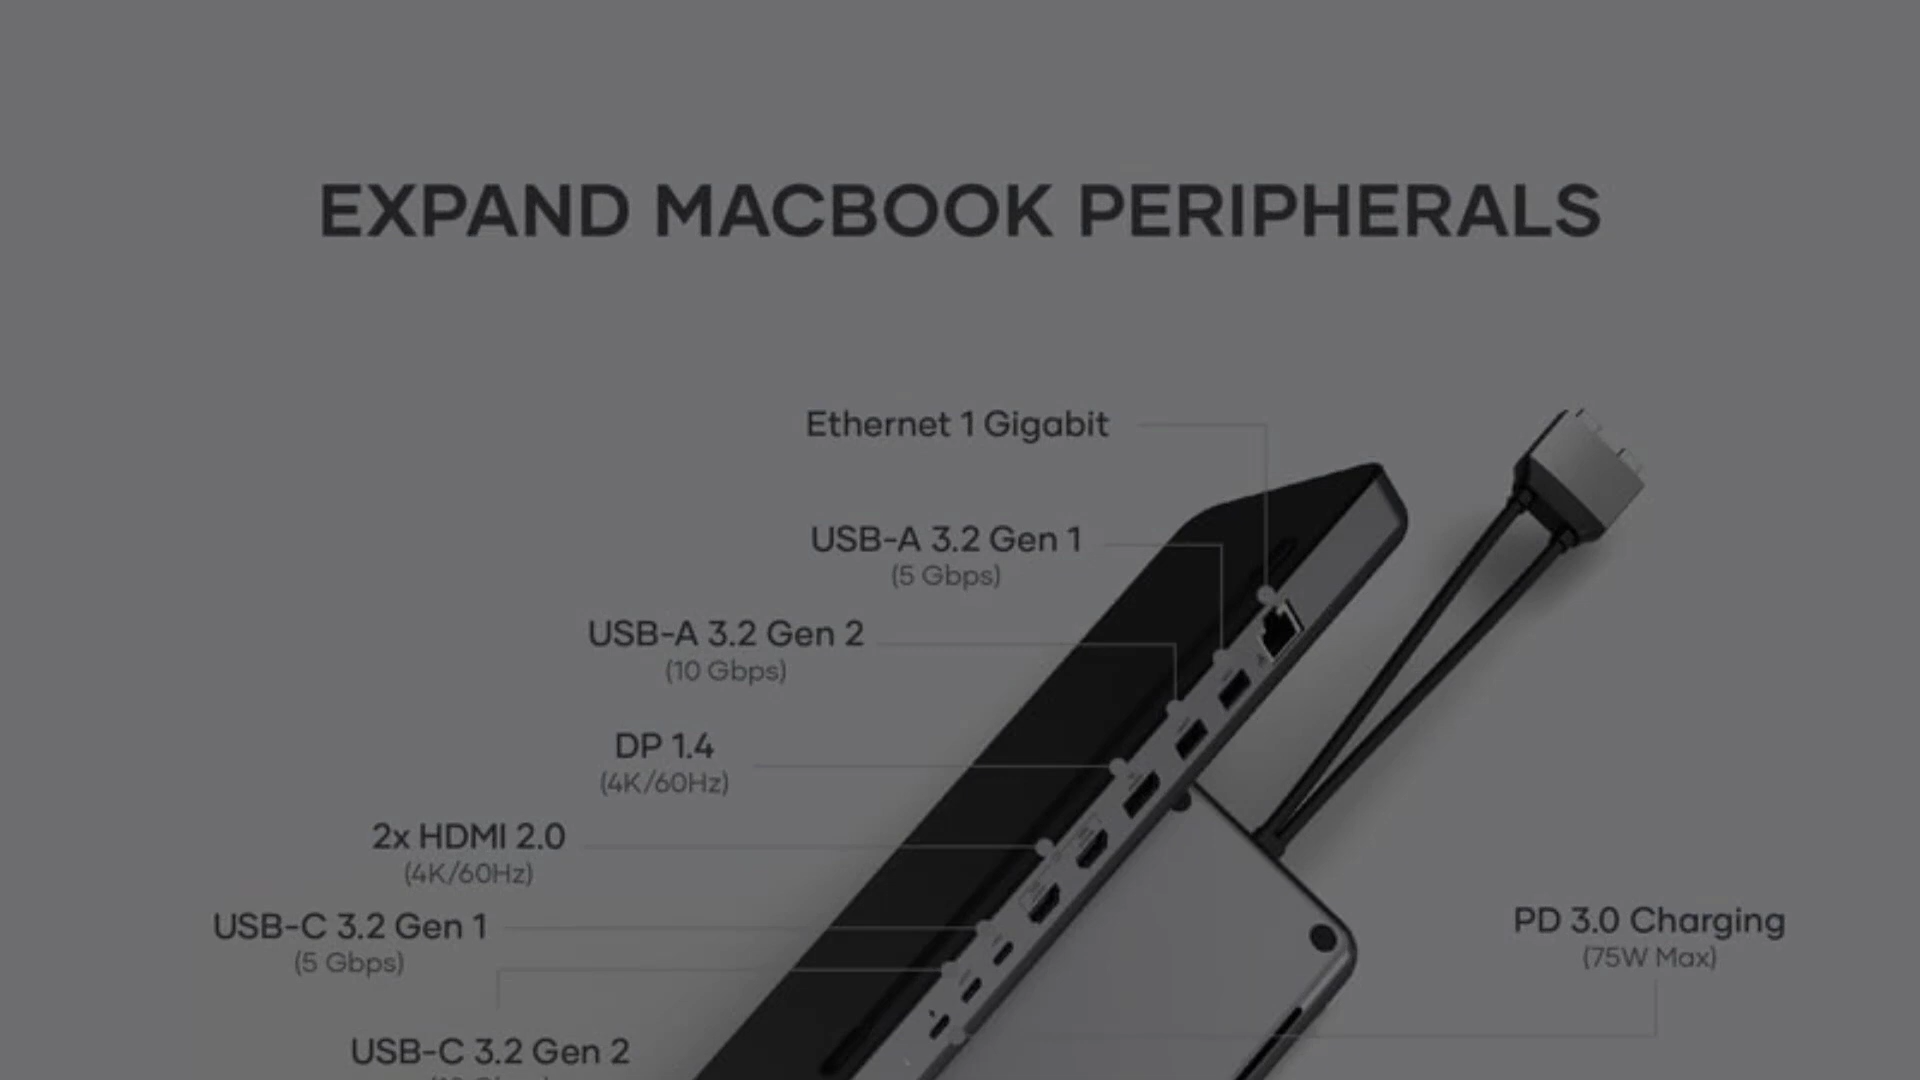 EXPAND MACBOOK PERIPHERALS
Ethernet 1 Gigabit
USB-A 3.2 Gen 1
(5 Gbps)
USB-A 3.2 Gen 2
(10 Gbps)
DP 1.4
(4K/60Hz)
2x HDMI 2.0
(4K/60Hz)
USB-C 3.2 Gen 1
(5 Gbps)
PD 3.0 Charging
(75W Max)
USB-C 3.2 Gen 2